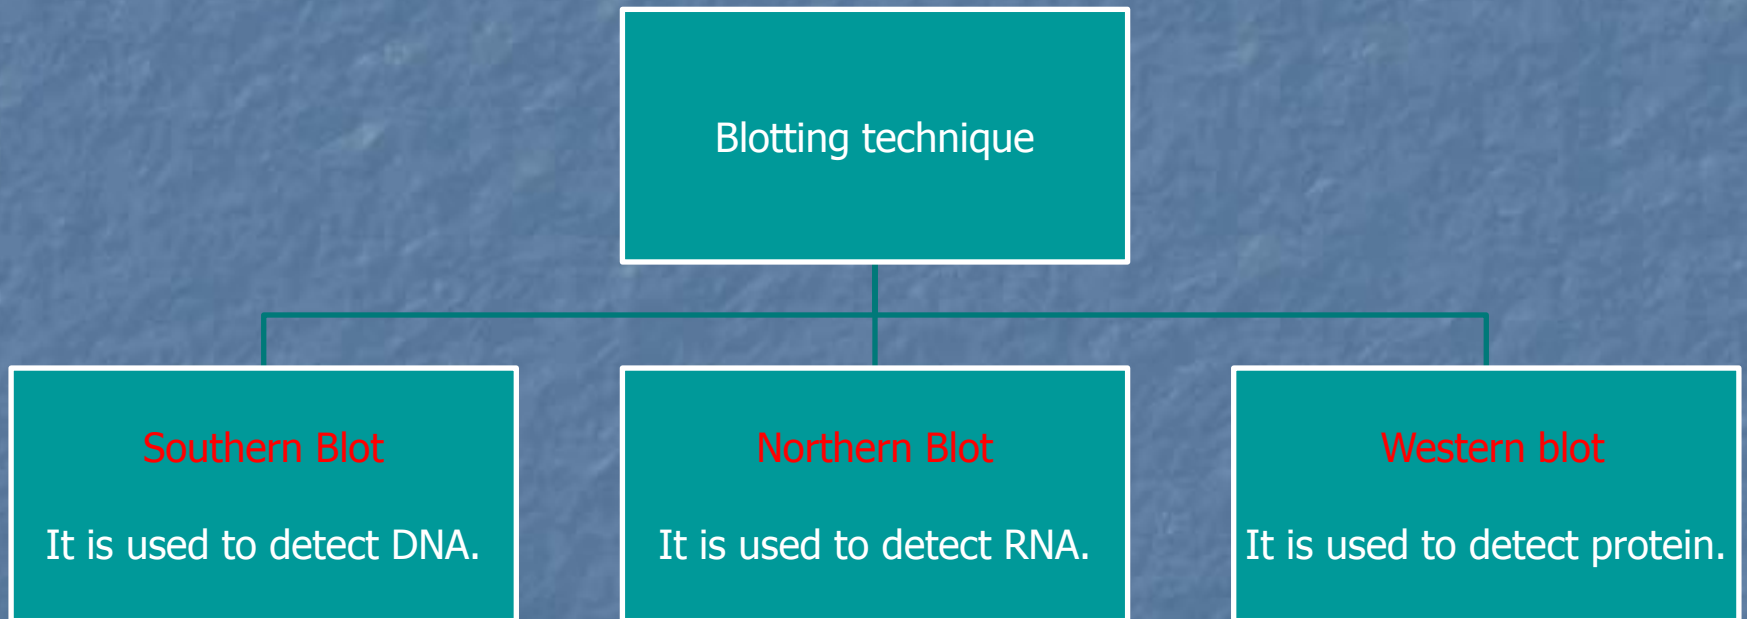 Blotting technique
Southern Blot
It is used to detect DNA.
Northern Blot
It is used to detect RNA.
Western blot
It is used to detect protein.